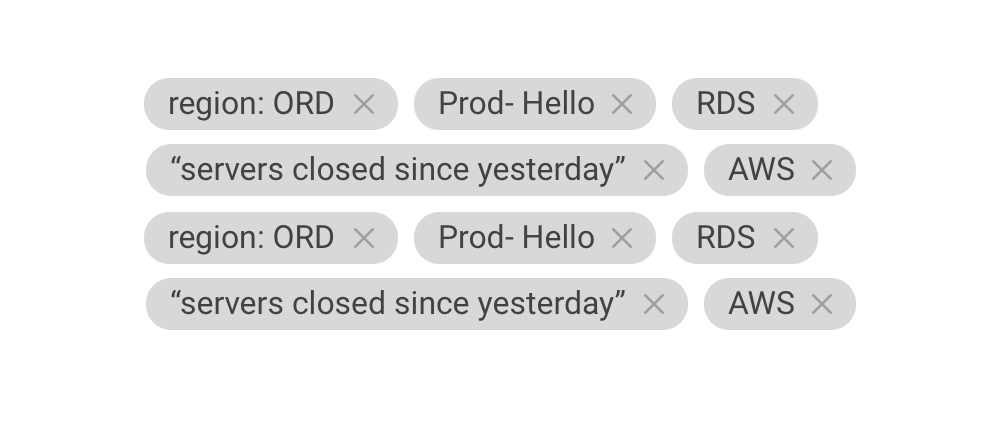 region: ORD Prod- Hello RDS
“servers closed since yesterday” AWS
region: ORD Prod- Hello RDS
“servers closed since yesterday” AWS